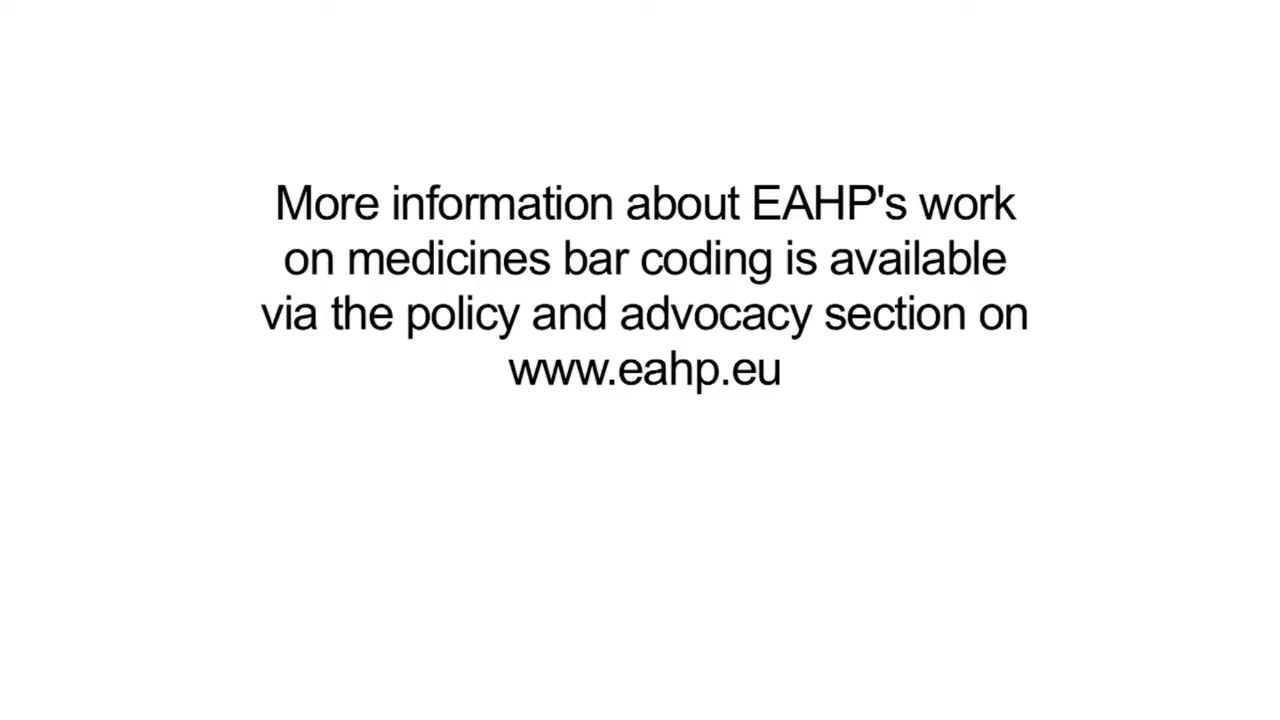 More information about EAHP's work
on medicines bar coding is available
via the policy and advocacy section on
www.eahp.eu